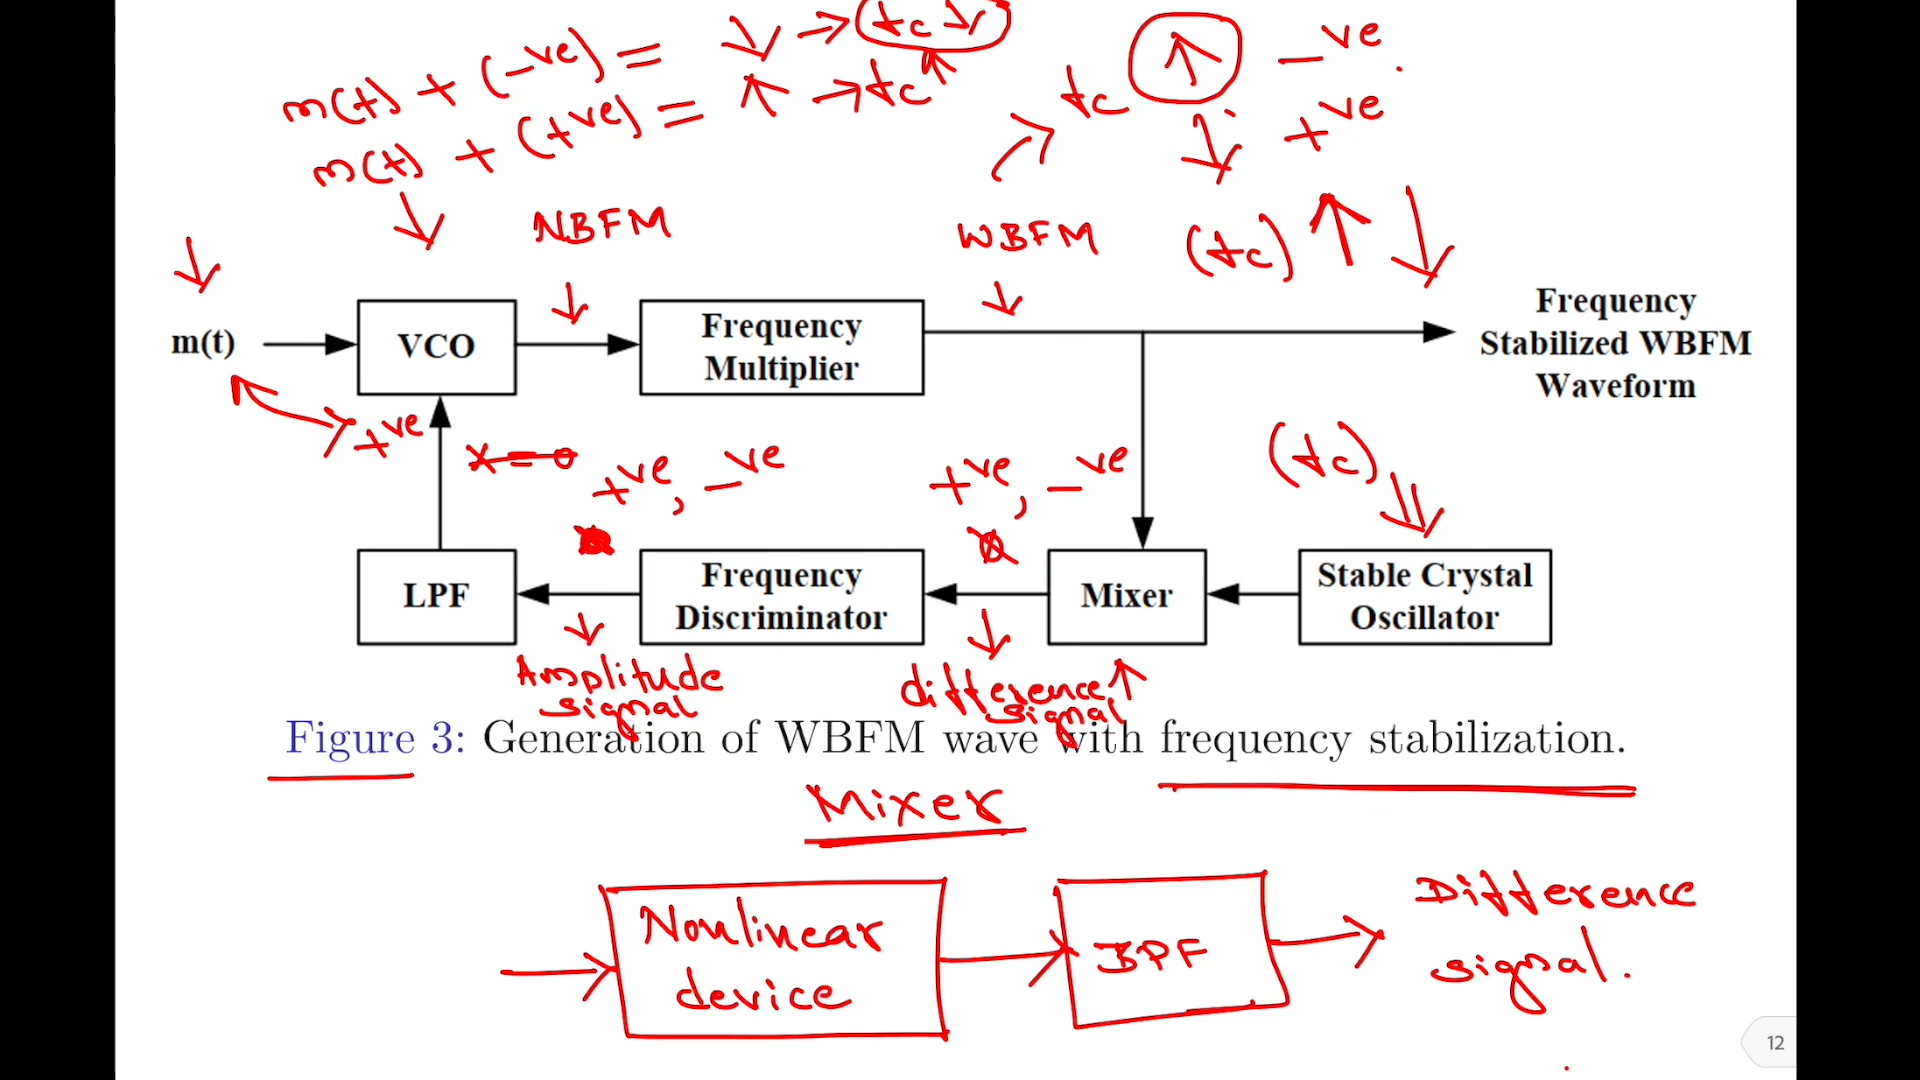 m(t) + (-ve) = ↓ → (fc ↓)
m(t) + (+ve) = ↑ → fc ↑
fc ↑ -ve
↓ +ve
NBFM
WBFM
(fc) ↑ ↓
m(t)
VCO
Frequency
Multiplier
Frequency
Stabilized WBFM
Waveform
+ve
x = 0
+ve, -ve
+ve, -ve
(fc)
LPF
Frequency
Discriminator
Mixer
Stable Crystal
Oscillator
Amplitude
signal
difference
signal
Figure 3: Generation of WBFM wave with frequency stabilization.
Mixer
Nonlinear
device
BPF
Difference
signal.
12